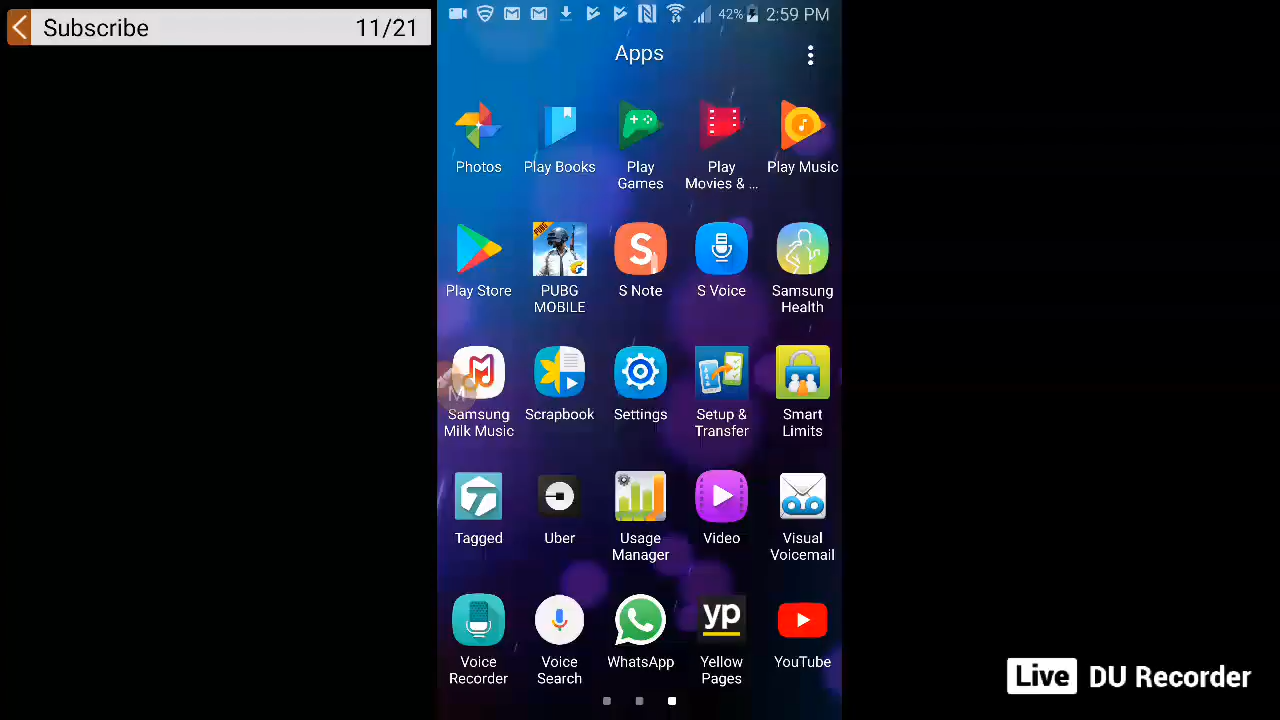 Subscribe 11/21
42% 2:59 PM
Apps
Photos Play Books Play Play Play Music
Games Movies & ...
PUBG
S
Play Store PUBG S Note S Voice Samsung
MOBILE Health
M
Samsung Scrapbook Settings Setup & Smart
Milk Music Transfer Limits
Tagged Uber Usage Video Visual
Manager Voicemail
yp
Voice Voice WhatsApp Yellow YouTube
Recorder Search Pages
Live DU Recorder